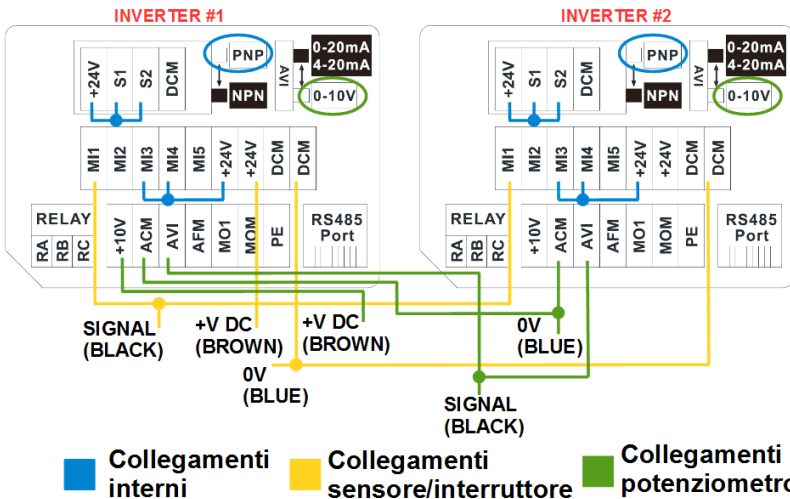 INVERTER #1
INVERTER #2
+24V
S1
S2
DCM
PNP
NPN
AVI
0-20mA
4-20mA
0-10V
+24V
S1
S2
DCM
PNP
NPN
AVI
0-20mA
4-20mA
0-10V
MI1
MI2
MI3
MI4
MI5
+24V
+24V
DCM
DCM
MI1
MI2
MI3
MI4
MI5
+24V
+24V
DCM
DCM
RELAY
RA
RB
RC
+10V
ACM
AVI
AFM
MO1
MOM
PE
RS485
Port
RELAY
RA
RB
RC
+10V
ACM
AVI
AFM
MO1
MOM
PE
RS485
Port
SIGNAL
(BLACK)
+V DC
(BROWN)
+V DC
(BROWN)
0V
(BLUE)
0V
(BLUE)
SIGNAL
(BLACK)
Collegamenti
interni
Collegamenti
sensore/interruttore
Collegamenti
potenziometro